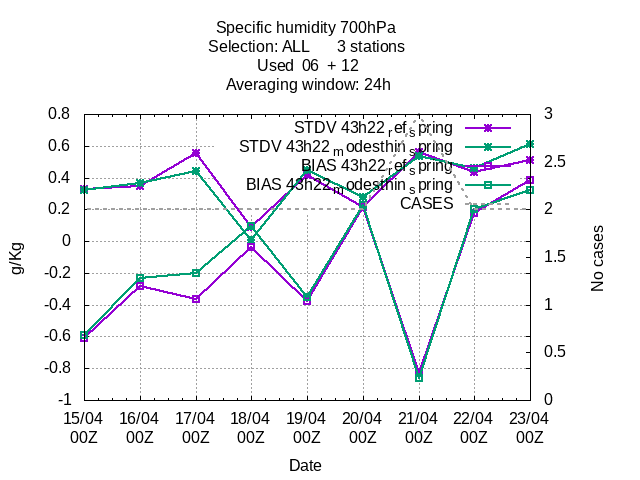 Specific humidity 700hPa
Selection: ALL 3 stations
Used 06 + 12
Averaging window: 24h
STDV 43h22_ref_spring
STDV 43h22_modesthin_spring
BIAS 43h22_ref_spring
BIAS 43h22_modesthin_spring
CASES
0.8
0.6
0.4
0.2
0
-0.2
-0.4
-0.6
-0.8
-1
g/Kg
3
2.5
2
1.5
1
0.5
0
No cases
15/04 16/04 17/04 18/04 19/04 20/04 21/04 22/04 23/04
00Z 00Z 00Z 00Z 00Z 00Z 00Z 00Z 00Z
Date